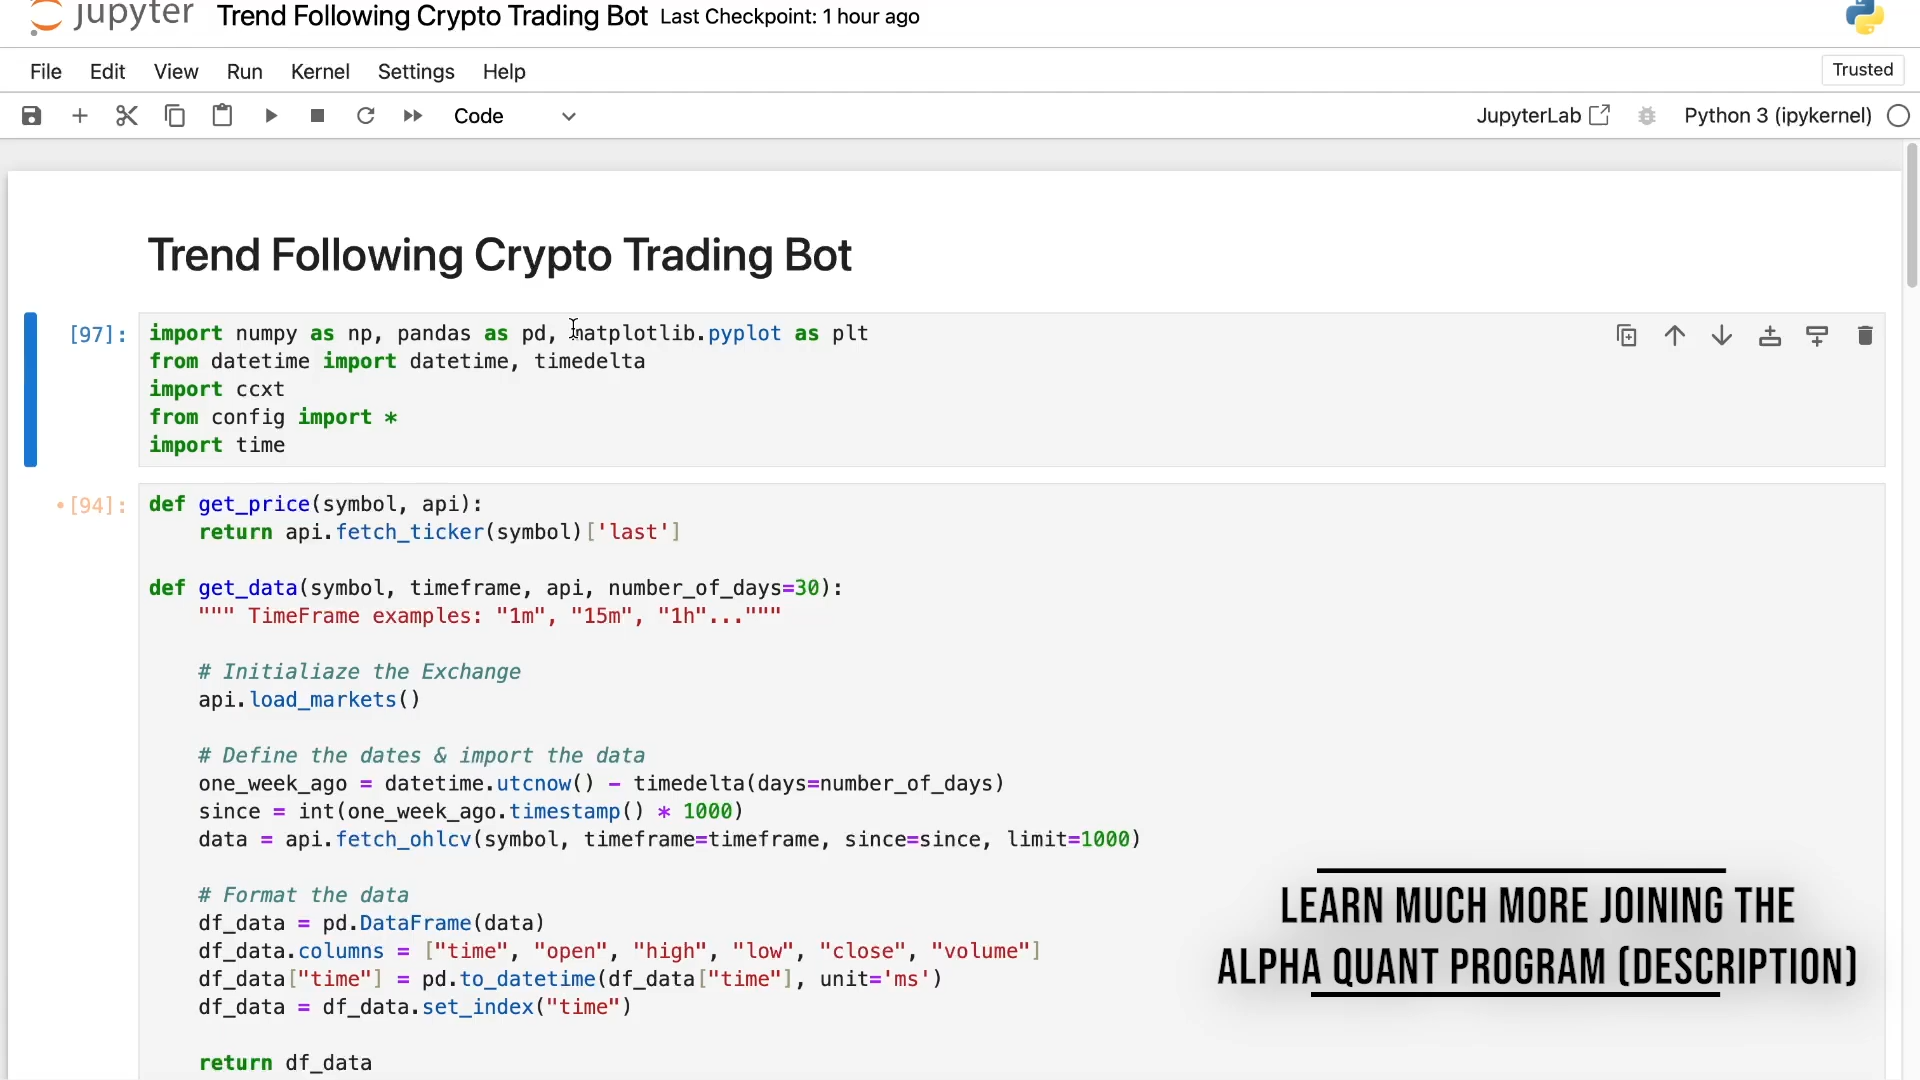 jupyter Trend Following Crypto Trading Bot Last Checkpoint: 1 hour ago
File Edit View Run Kernel Settings Help Trusted
Code JupyterLab Python 3 (ipykernel)
Trend Following Crypto Trading Bot
[97]: import numpy as np, pandas as pd, matplotlib.pyplot as plt
from datetime import datetime, timedelta
import ccxt
from config import *
import time
•[94]: def get_price(symbol, api):
    return api.fetch_ticker(symbol)['last']
def get_data(symbol, timeframe, api, number_of_days=30):
    """ TimeFrame examples: "1m", "15m", "1h"..."""
    # Initialiaze the Exchange
    api.load_markets()
    # Define the dates & import the data
    one_week_ago = datetime.utcnow() - timedelta(days=number_of_days)
    since = int(one_week_ago.timestamp() * 1000)
    data = api.fetch_ohlcv(symbol, timeframe=timeframe, since=since, limit=1000)
    # Format the data
    df_data = pd.DataFrame(data)
    df_data.columns = ["time", "open", "high", "low", "close", "volume"]
    df_data["time"] = pd.to_datetime(df_data["time"], unit='ms')
    df_data = df_data.set_index("time")
    return df_data
LEARN MUCH MORE JOINING THE
ALPHA QUANT PROGRAM (DESCRIPTION)